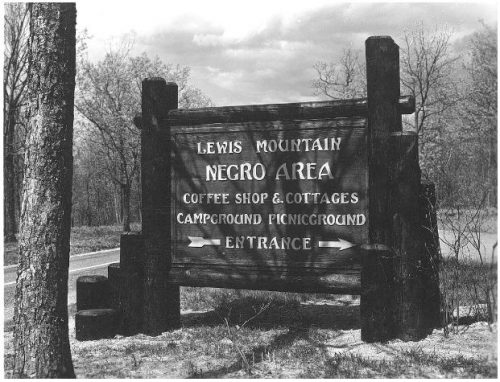 LEWIS MOUNTAIN
NEGRO AREA
COFFEE SHOP & COTTAGES
CAMPGROUND PICNICGROUND
ENTRANCE